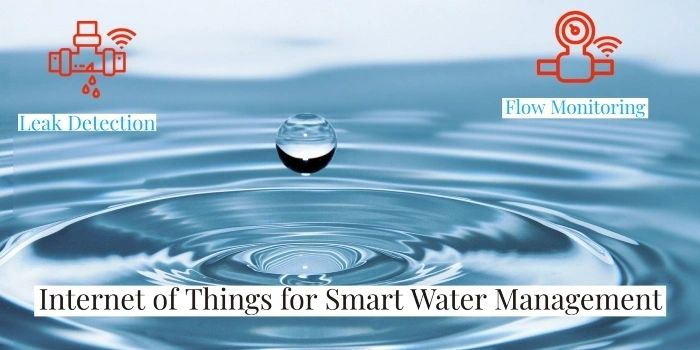 Leak Detection
Flow Monitoring
Internet of Things for Smart Water Management